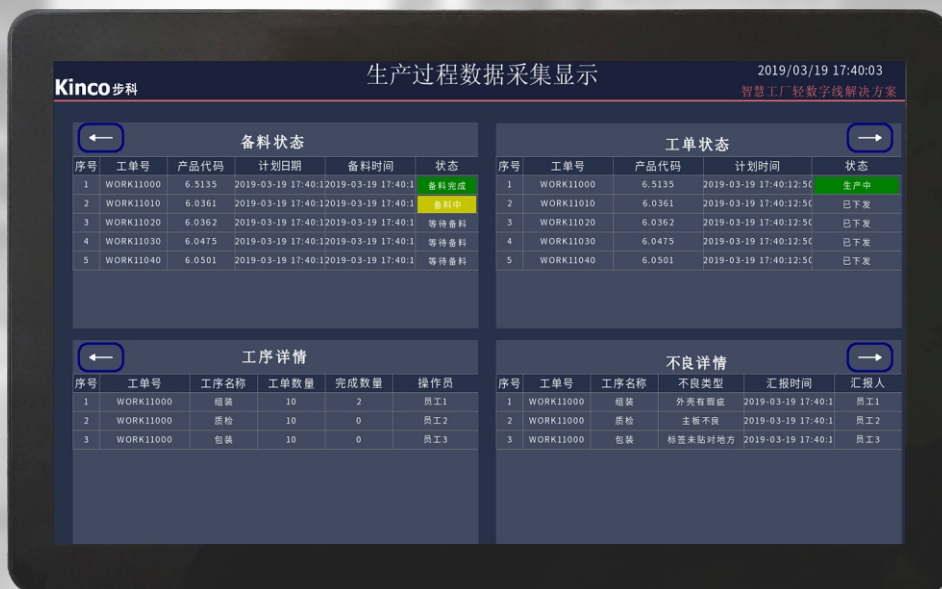 生产过程数据采集显示
2019/03/19 17:40:03
Kinco步科
智慧工厂轻数字线解决方案
备料状态
序号 工单号 产品代码 计划日期 备料时间 状态
1 WORK11000 6.5135 2019-03-19 17:40:1 2019-03-19 17:40:1 备料完成
2 WORK11010 6.0361 2019-03-19 17:40:1 2019-03-19 17:40:1 备料中
3 WORK11020 6.0362 2019-03-19 17:40:1 2019-03-19 17:40:1 等待备料
4 WORK11030 6.0475 2019-03-19 17:40:1 2019-03-19 17:40:1 等待备料
5 WORK11040 6.0501 2019-03-19 17:40:1 2019-03-19 17:40:1 等待备料
工单状态
序号 工单号 产品代码 计划时间 状态
1 WORK11000 6.5135 2019-03-19 17:40:12:50 生产中
2 WORK11010 6.0361 2019-03-19 17:40:12:50 已下发
3 WORK11020 6.0362 2019-03-19 17:40:12:50 已下发
4 WORK11030 6.0475 2019-03-19 17:40:12:50 已下发
5 WORK11040 6.0501 2019-03-19 17:40:12:50 已下发
工序详情
序号 工单号 工序名称 工单数量 完成数量 操作员
1 WORK11000 组装 10 2 员工1
2 WORK11000 质检 10 0 员工2
3 WORK11000 包装 10 0 员工3
不良详情
序号 工单号 工序名称 不良类型 汇报时间 汇报人
1 WORK11000 组装 外壳有瑕疵 2019-03-19 17:40:1 员工1
2 WORK11000 质检 主板不良 2019-03-19 17:40:1 员工2
3 WORK11000 包装 标签未贴对地方 2019-03-19 17:40:1 员工3